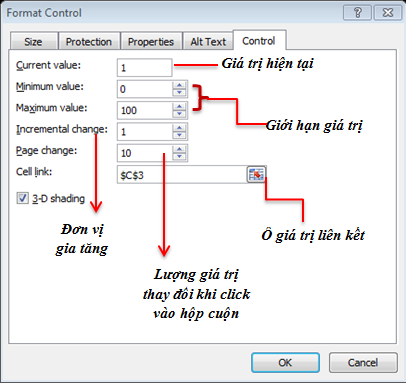 Format Control
Size Protection Properties Alt Text Control
Current value: 1 Giá trị hiện tại
Minimum value: 0
Maximum value: 100
Giới hạn giá trị
Incremental change: 1
Page change: 10
Cell link: $C$3
3-D shading
Đơn vị
gia tăng
Ô giá trị liên kết
Lượng giá trị
thay đổi khi click
vào hộp cuộn
OK Cancel